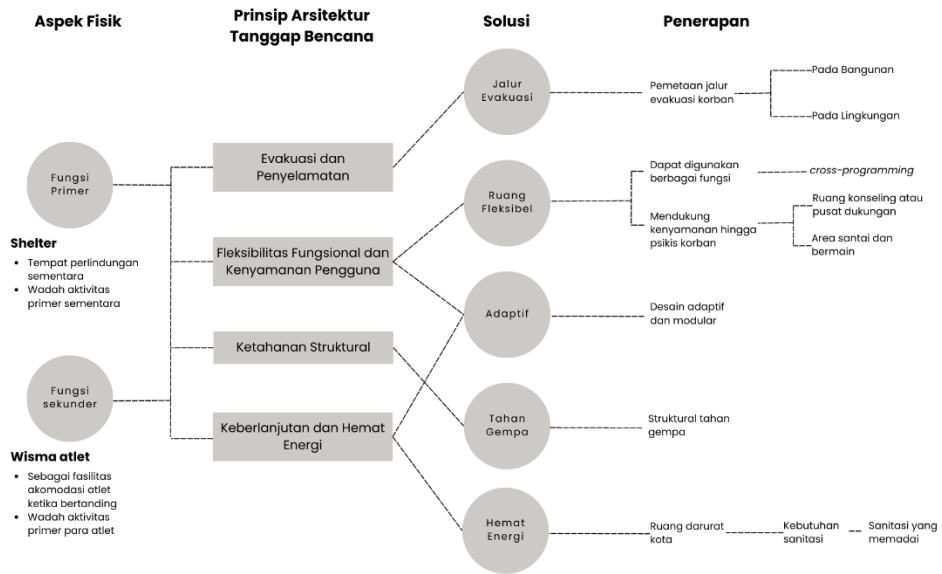 Aspek Fisik
Prinsip Arsitektur
Tanggap Bencana
Solusi
Penerapan
Fungsi
Primer
Shelter
• Tempat perlindungan
sementara
• Wadah aktivitas
primer sementara
Fungsi
sekunder
Wisma atlet
• Sebagai fasilitas
akomodasi atlet
ketika bertanding
• Wadah aktivitas
primer para atlet
Evakuasi dan
Penyelamatan
Fleksibilitas Fungsional dan
Kenyamanan Pengguna
Ketahanan Struktural
Keberlanjutan dan Hemat
Energi
Jalur
Evakuasi
Ruang
Fleksibel
Adaptif
Tahan
Gempa
Hemat
Energi
Pemetaan jalur
evakuasi korban
Pada Bangunan
Pada Lingkungan
Dapat digunakan
berbagai fungsi
cross-programming
Mendukung
kenyamanan hingga
psikis korban
Ruang konseling atau
pusat dukungan
Area santai dan
bermain
Desain adaptif
dan modular
Struktural tahan
gempa
Ruang darurat
kota
Kebutuhan
sanitasi
Sanitasi yang
memadai